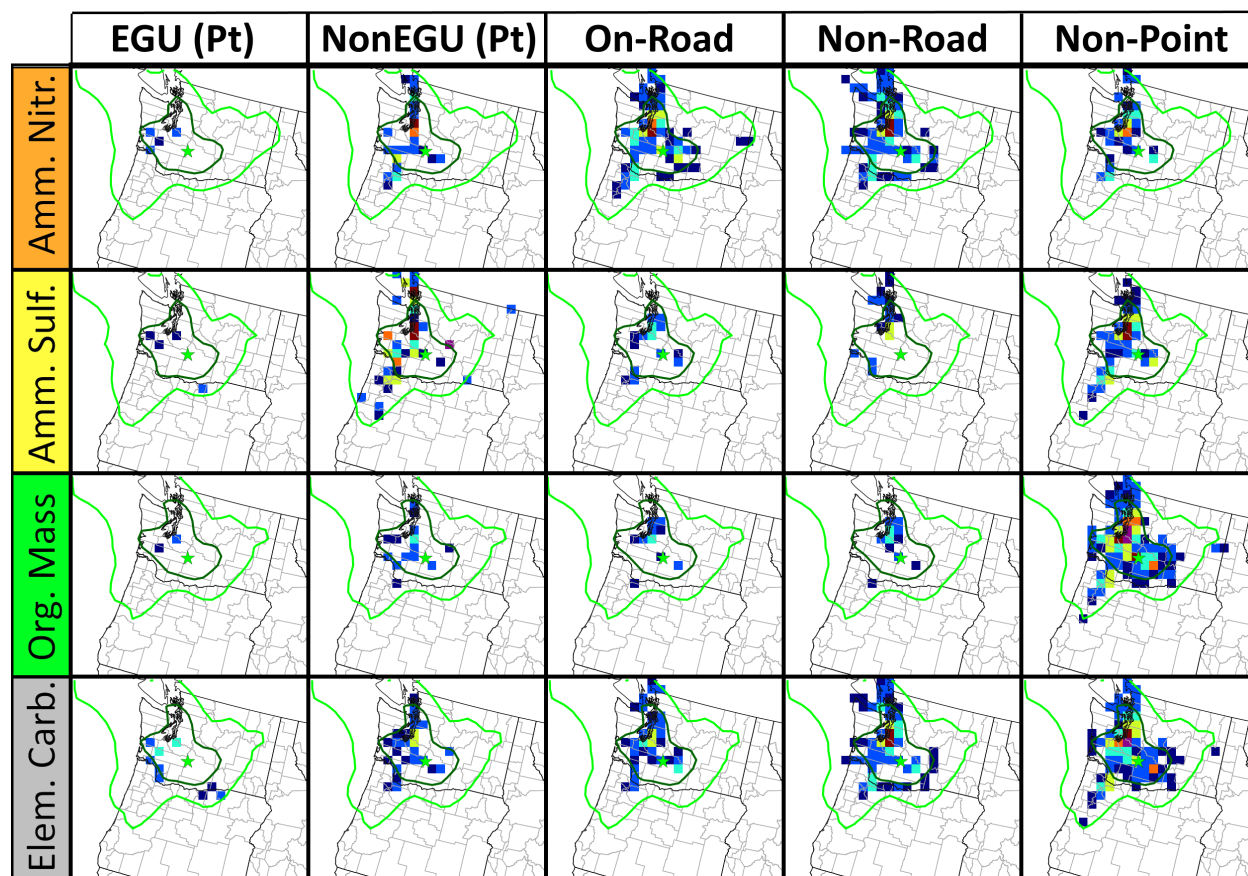 EGU (Pt) NonEGU (Pt) On-Road Non-Road Non-Point
Amm. Nitr.
Amm. Sulf.
Org. Mass
Elem. Carb.